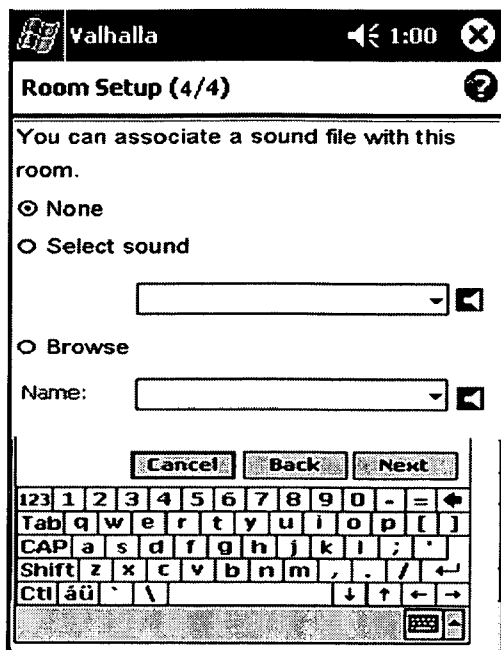 Valhalla 1:00
Room Setup (4/4)
You can associate a sound file with this
room.
None
Select sound
Browse
Name:
Cancel Back Next
123 1 2 3 4 5 6 7 8 9 0 - =
Tab q w e r t y u i o p [ ]
CAP a s d f g h j k l ; '
Shift z x c v b n m , . /
Ctl áü ` \